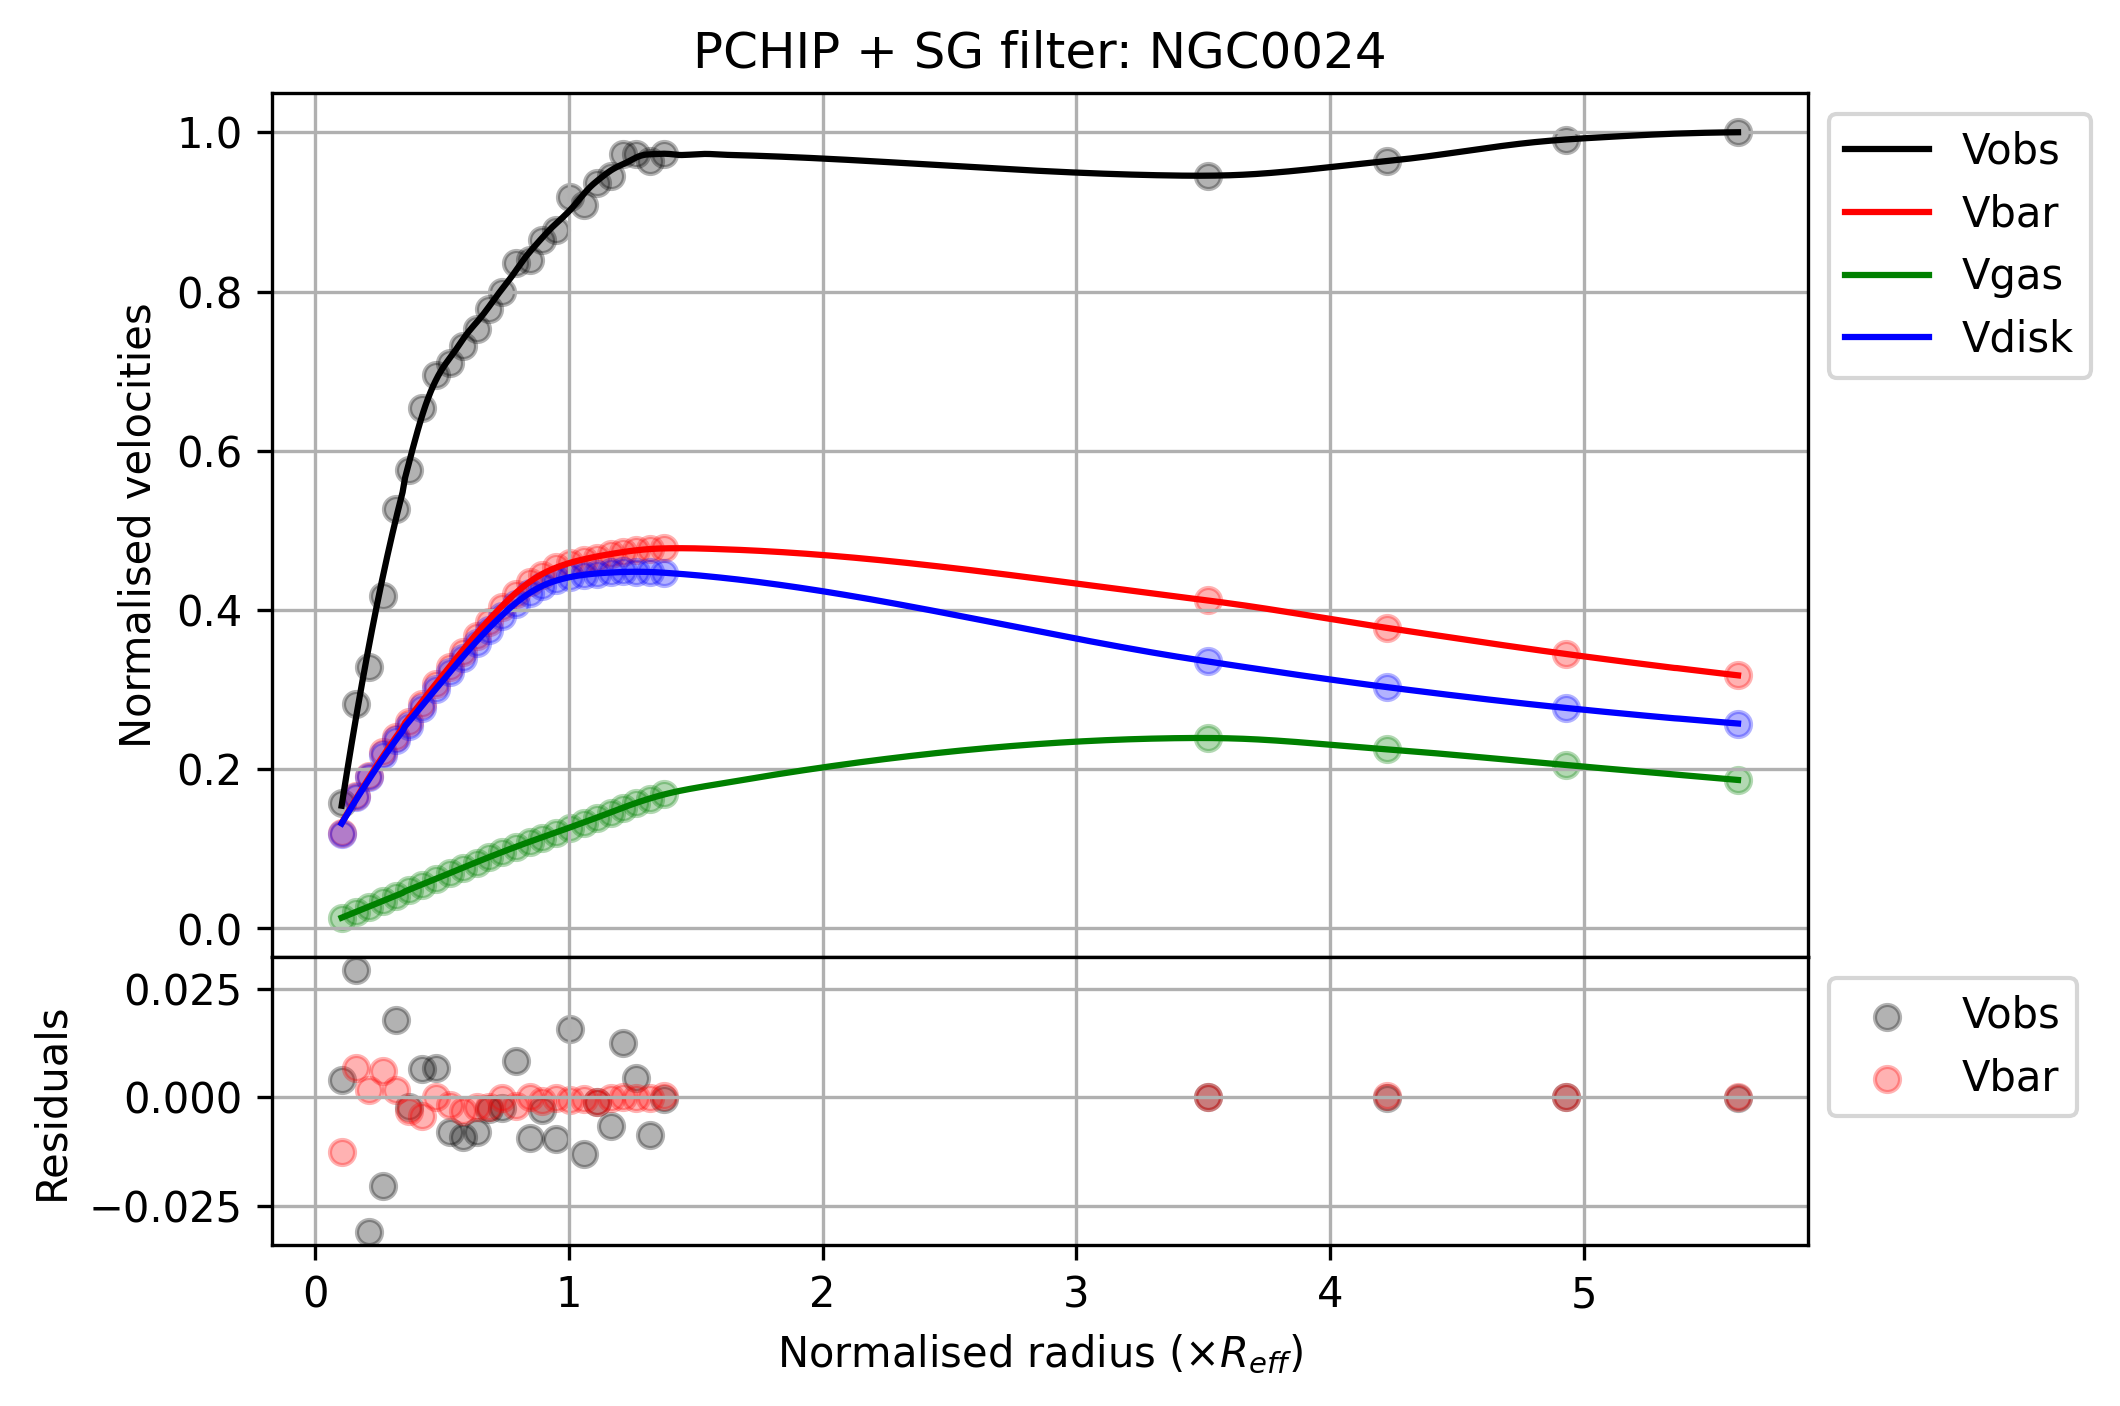 PCHIP + SG filter: NGC0024
Normalised velocities
1.0
0.8
0.6
0.4
0.2
0.0
Vobs
Vbar
Vgas
Vdisk
Residuals
0.025
0.000
−0.025
Vobs
Vbar
0 1 2 3 4 5
Normalised radius (×R_eff)